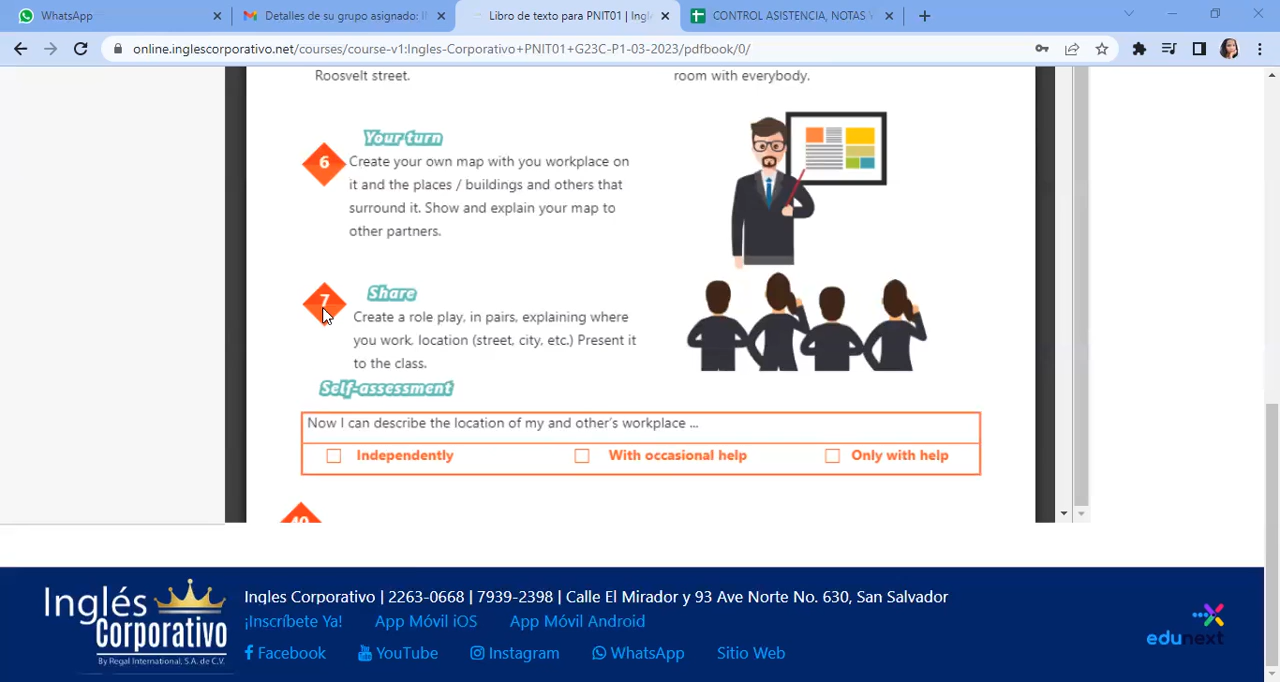 WhatsApp
Detalles de su grupo asignado: I
Libro de texto para PNIT01 | Ingl
CONTROL ASISTENCIA, NOTAS Y
online.inglescorporativo.net/courses/course-v1:Ingles-Corporativo+PNIT01+G23C-P1-03-2023/pdfbook/0/
Roosvelt street.
room with everybody.
6
Your turn
Create your own map with you workplace on
it and the places / buildings and others that
surround it. Show and explain your map to
other partners.
7
Share
Create a role play, in pairs, explaining where
you work, location (street, city, etc.) Present it
to the class.
Self-assessment
Now I can describe the location of my and other's workplace ...
Independently
With occasional help
Only with help
40
Inglés Corporativo
By Regal International, S.A. de C.V.
Ingles Corporativo | 2263-0668 | 7939-2398 | Calle El Mirador y 93 Ave Norte No. 630, San Salvador
¡Inscríbete Ya! App Móvil iOS App Móvil Android
Facebook YouTube Instagram WhatsApp Sitio Web
edunext